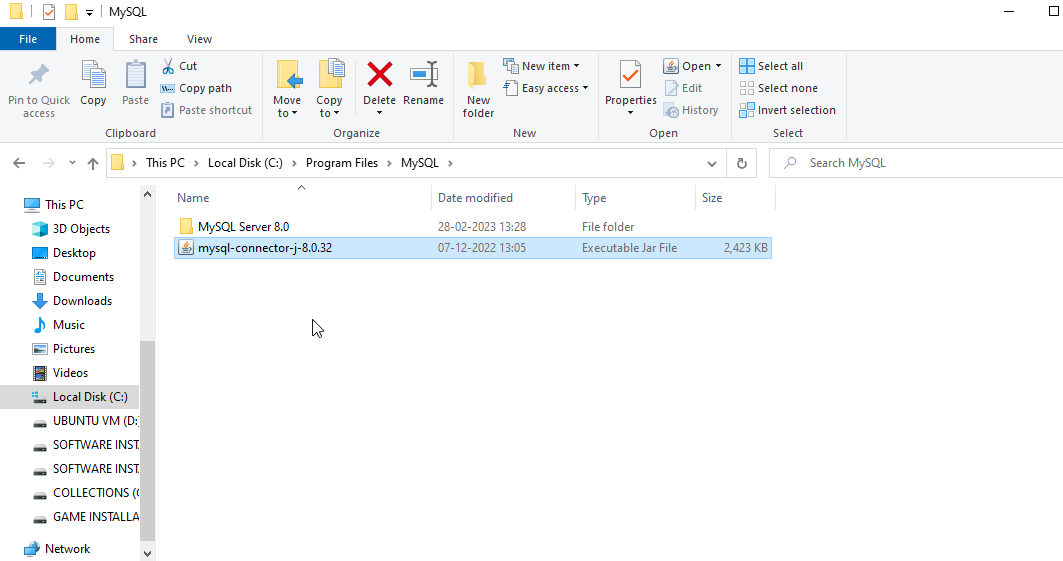 MySQL
File Home Share View
Pin to Quick access
Copy
Paste
Cut
Copy path
Paste shortcut
Clipboard
Move to
Copy to
Delete
Rename
Organize
New folder
New item
Easy access
New
Properties
Open
Edit
History
Open
Select all
Select none
Invert selection
Select
This PC > Local Disk (C:) > Program Files > MySQL >
Search MySQL
Name Date modified Type Size
MySQL Server 8.0 28-02-2023 13:28 File folder
mysql-connector-j-8.0.32 07-12-2022 13:05 Executable Jar File 2,423 KB
This PC
3D Objects
Desktop
Documents
Downloads
Music
Pictures
Videos
Local Disk (C:)
UBUNTU VM (D:
SOFTWARE INST
SOFTWARE INST
COLLECTIONS (
GAME INSTALLA
Network